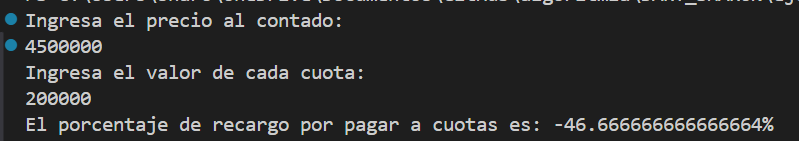 Ingresa el precio al contado:
4500000
Ingresa el valor de cada cuota:
200000
El porcentaje de recargo por pagar a cuotas es: -46.666666666666664%